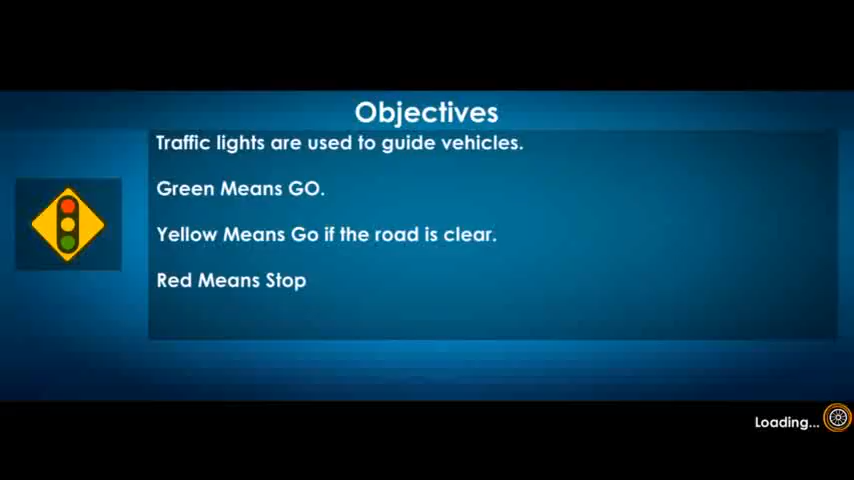 Objectives
Traffic lights are used to guide vehicles.
Green Means GO.
Yellow Means Go if the road is clear.
Red Means Stop
Loading...